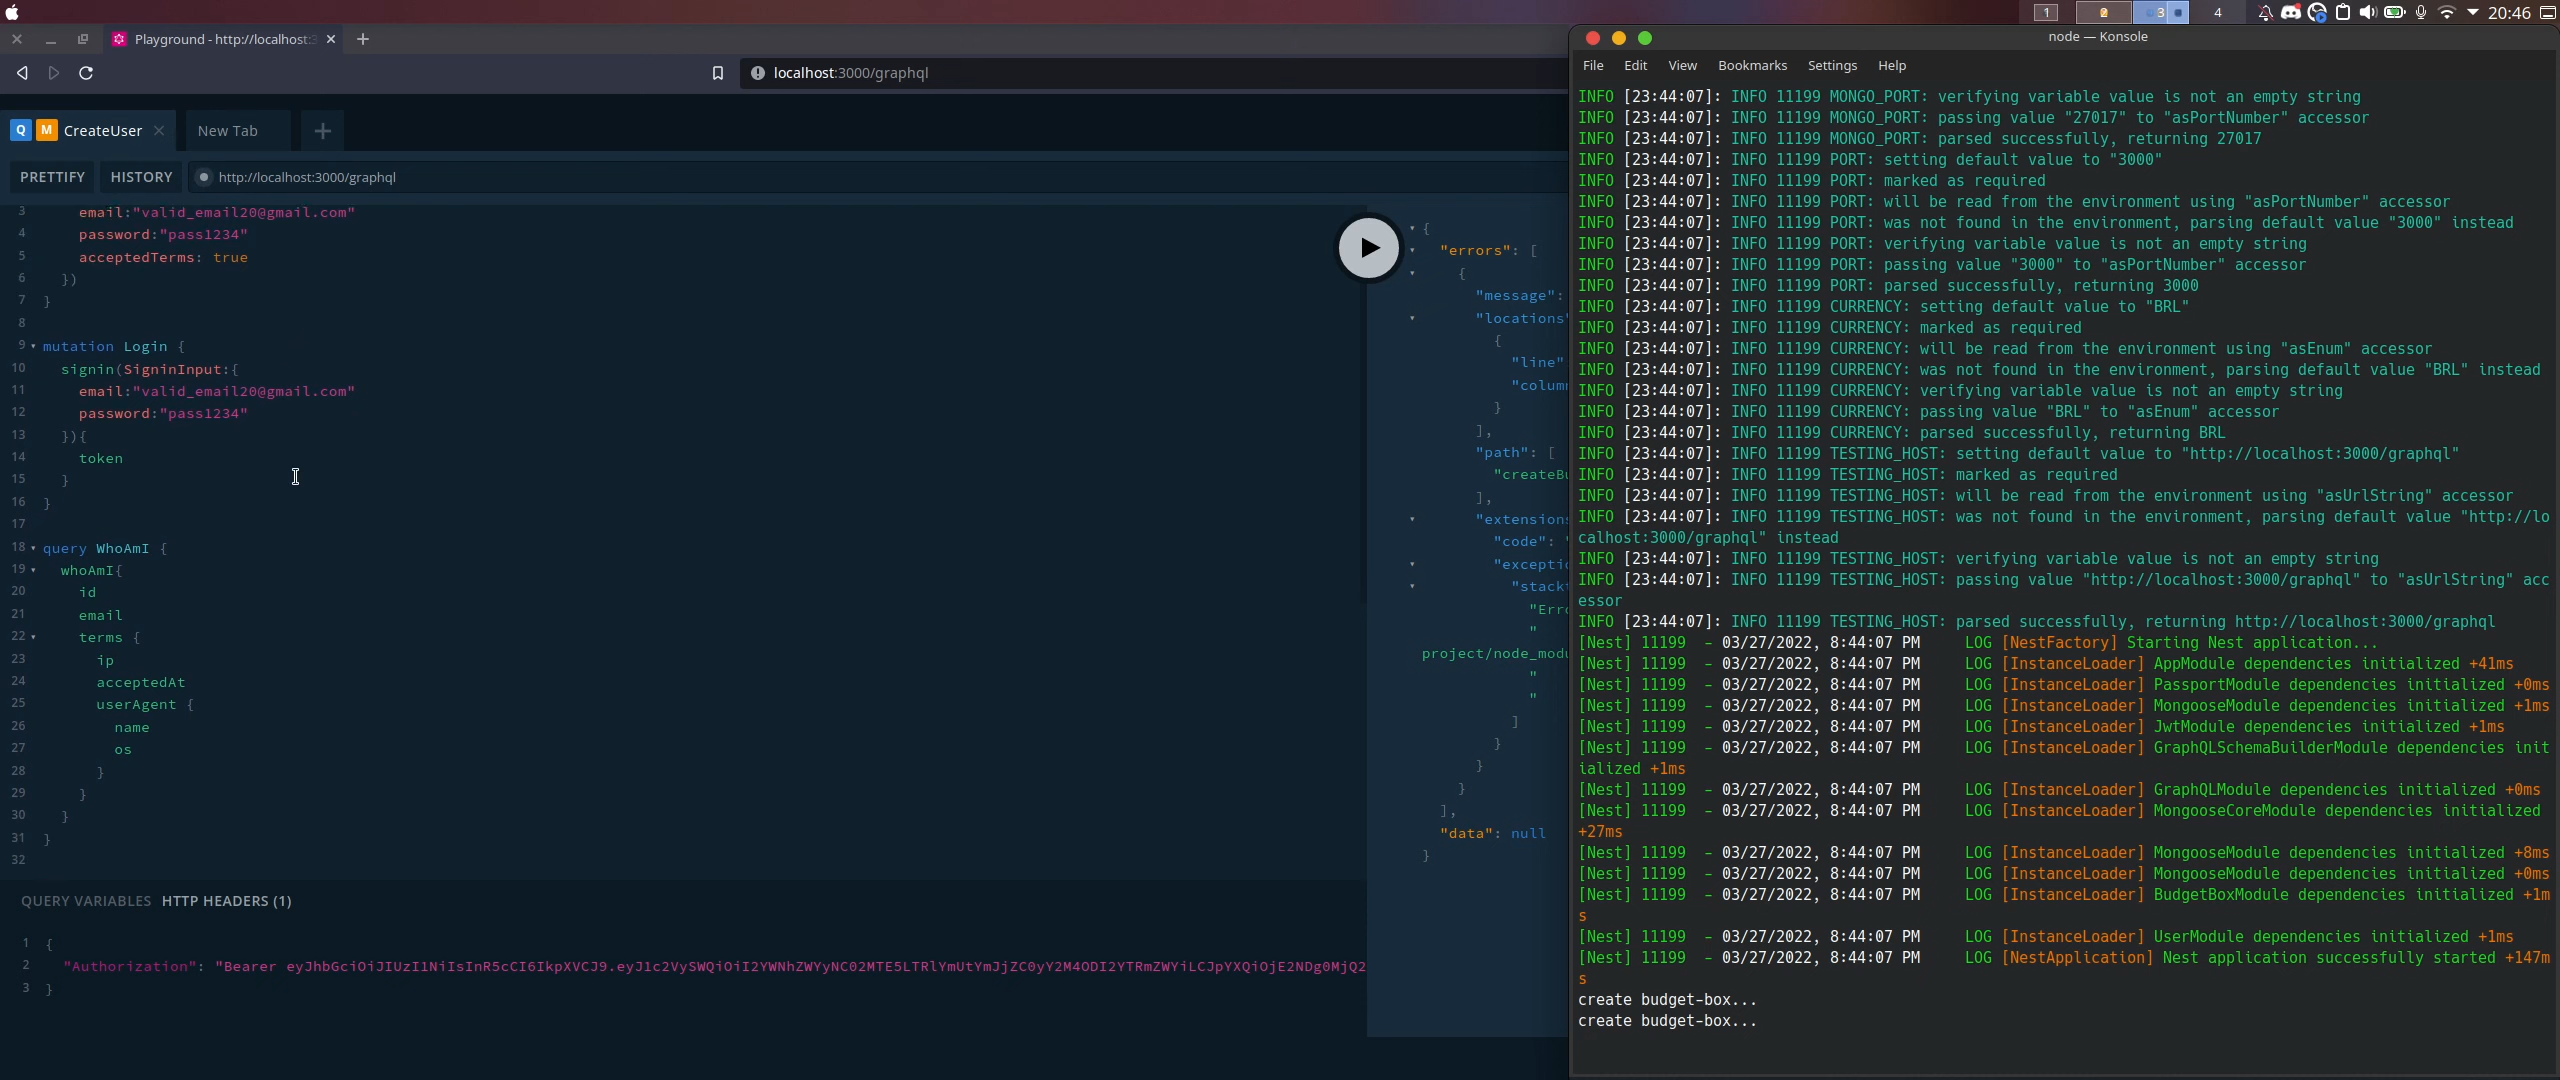 1
2
3
4
20:46
Playground - http://localhost:3
localhost:3000/graphql
Q M CreateUser
New Tab
PRETTIFY
HISTORY
http://localhost:3000/graphql
3 email:"valid_email20@gmail.com"
4 password:"pass1234"
5 acceptedTerms: true
6 })
7 }
8
9 mutation Login {
10 signin(SigninInput:{
11 email:"valid_email20@gmail.com"
12 password:"pass1234"
13 }){
14 token
15 }
16 }
17
18 query WhoAmI {
19 whoAmI{
20 id
21 email
22 terms {
23 ip
24 acceptedAt
25 userAgent {
26 name
27 os
28 }
29 }
30 }
31 }
32
QUERY VARIABLES HTTP HEADERS (1)
1 {
2 "Authorization": "Bearer eyJhbGciOiJIUzI1NiIsInR5cCI6IkpXVCJ9.eyJ1c2VySWQiOiI2YWNhZWYyNC02MTE5LTRlYmUtYmJjZC0yY2M4ODI2YTRmZWYiLCJpYXQiOjE2NDg0MjQ2
3 }
{
"errors": [
{
"message":
"locations"
{
"line"
"colum
}
],
"path": [
"createBu
],
"extensions
"code": "
"exceptio
"stackt
"Erro
"
project/node_modu
"
"
]
}
}
}
],
"data": null
}
node — Konsole
File Edit View Bookmarks Settings Help
INFO [23:44:07]: INFO 11199 MONGO_PORT: verifying variable value is not an empty string
INFO [23:44:07]: INFO 11199 MONGO_PORT: passing value "27017" to "asPortNumber" accessor
INFO [23:44:07]: INFO 11199 MONGO_PORT: parsed successfully, returning 27017
INFO [23:44:07]: INFO 11199 PORT: setting default value to "3000"
INFO [23:44:07]: INFO 11199 PORT: marked as required
INFO [23:44:07]: INFO 11199 PORT: will be read from the environment using "asPortNumber" accessor
INFO [23:44:07]: INFO 11199 PORT: was not found in the environment, parsing default value "3000" instead
INFO [23:44:07]: INFO 11199 PORT: verifying variable value is not an empty string
INFO [23:44:07]: INFO 11199 PORT: passing value "3000" to "asPortNumber" accessor
INFO [23:44:07]: INFO 11199 PORT: parsed successfully, returning 3000
INFO [23:44:07]: INFO 11199 CURRENCY: setting default value to "BRL"
INFO [23:44:07]: INFO 11199 CURRENCY: marked as required
INFO [23:44:07]: INFO 11199 CURRENCY: will be read from the environment using "asEnum" accessor
INFO [23:44:07]: INFO 11199 CURRENCY: was not found in the environment, parsing default value "BRL" instead
INFO [23:44:07]: INFO 11199 CURRENCY: verifying variable value is not an empty string
INFO [23:44:07]: INFO 11199 CURRENCY: passing value "BRL" to "asEnum" accessor
INFO [23:44:07]: INFO 11199 CURRENCY: parsed successfully, returning BRL
INFO [23:44:07]: INFO 11199 TESTING_HOST: setting default value to "http://localhost:3000/graphql"
INFO [23:44:07]: INFO 11199 TESTING_HOST: marked as required
INFO [23:44:07]: INFO 11199 TESTING_HOST: will be read from the environment using "asUrlString" accessor
INFO [23:44:07]: INFO 11199 TESTING_HOST: was not found in the environment, parsing default value "http://lo
calhost:3000/graphql" instead
INFO [23:44:07]: INFO 11199 TESTING_HOST: verifying variable value is not an empty string
INFO [23:44:07]: INFO 11199 TESTING_HOST: passing value "http://localhost:3000/graphql" to "asUrlString" acc
essor
INFO [23:44:07]: INFO 11199 TESTING_HOST: parsed successfully, returning http://localhost:3000/graphql
[Nest] 11199  - 03/27/2022, 8:44:07 PM     LOG [NestFactory] Starting Nest application...
[Nest] 11199  - 03/27/2022, 8:44:07 PM     LOG [InstanceLoader] AppModule dependencies initialized +41ms
[Nest] 11199  - 03/27/2022, 8:44:07 PM     LOG [InstanceLoader] PassportModule dependencies initialized +0ms
[Nest] 11199  - 03/27/2022, 8:44:07 PM     LOG [InstanceLoader] MongooseModule dependencies initialized +1ms
[Nest] 11199  - 03/27/2022, 8:44:07 PM     LOG [InstanceLoader] JwtModule dependencies initialized +1ms
[Nest] 11199  - 03/27/2022, 8:44:07 PM     LOG [InstanceLoader] GraphQLSchemaBuilderModule dependencies init
ialized +1ms
[Nest] 11199  - 03/27/2022, 8:44:07 PM     LOG [InstanceLoader] GraphQLModule dependencies initialized +0ms
[Nest] 11199  - 03/27/2022, 8:44:07 PM     LOG [InstanceLoader] MongooseCoreModule dependencies initialized
+27ms
[Nest] 11199  - 03/27/2022, 8:44:07 PM     LOG [InstanceLoader] MongooseModule dependencies initialized +8ms
[Nest] 11199  - 03/27/2022, 8:44:07 PM     LOG [InstanceLoader] MongooseModule dependencies initialized +0ms
[Nest] 11199  - 03/27/2022, 8:44:07 PM     LOG [InstanceLoader] BudgetBoxModule dependencies initialized +1m
s
[Nest] 11199  - 03/27/2022, 8:44:07 PM     LOG [InstanceLoader] UserModule dependencies initialized +1ms
[Nest] 11199  - 03/27/2022, 8:44:07 PM     LOG [NestApplication] Nest application successfully started +147m
s
create budget-box...
create budget-box...